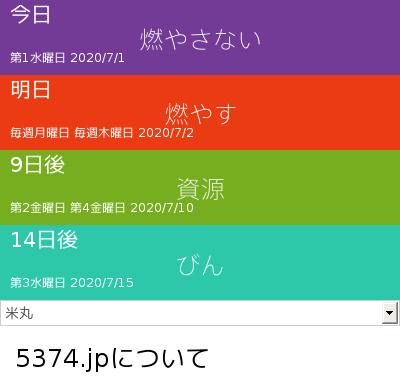 今日
燃やさない
第1水曜日 2020/7/1
明日
燃やす
毎週月曜日 毎週木曜日 2020/7/2
9日後
資源
第2金曜日 第4金曜日 2020/7/10
14日後
びん
第3水曜日 2020/7/15
米丸
5374.jpについて